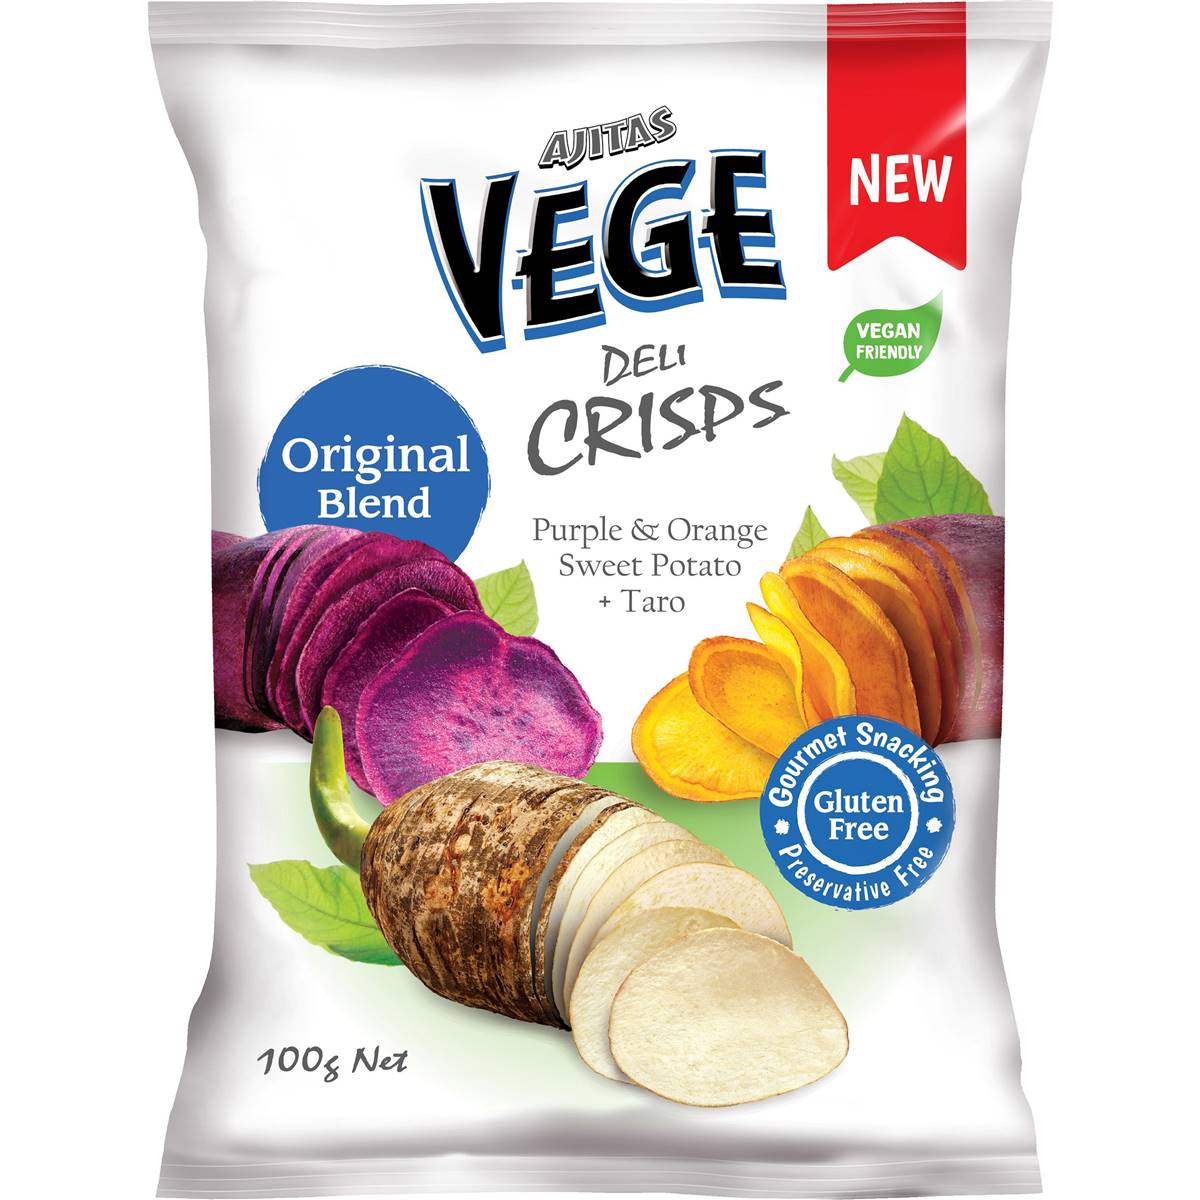 AJITAS
VEGE
DELI
CRISPS
NEW
VEGAN
FRIENDLY
Original
Blend
Purple & Orange
Sweet Potato
+ Taro
Gourmet Snacking
Gluten
Free
Preservative Free
100g Net